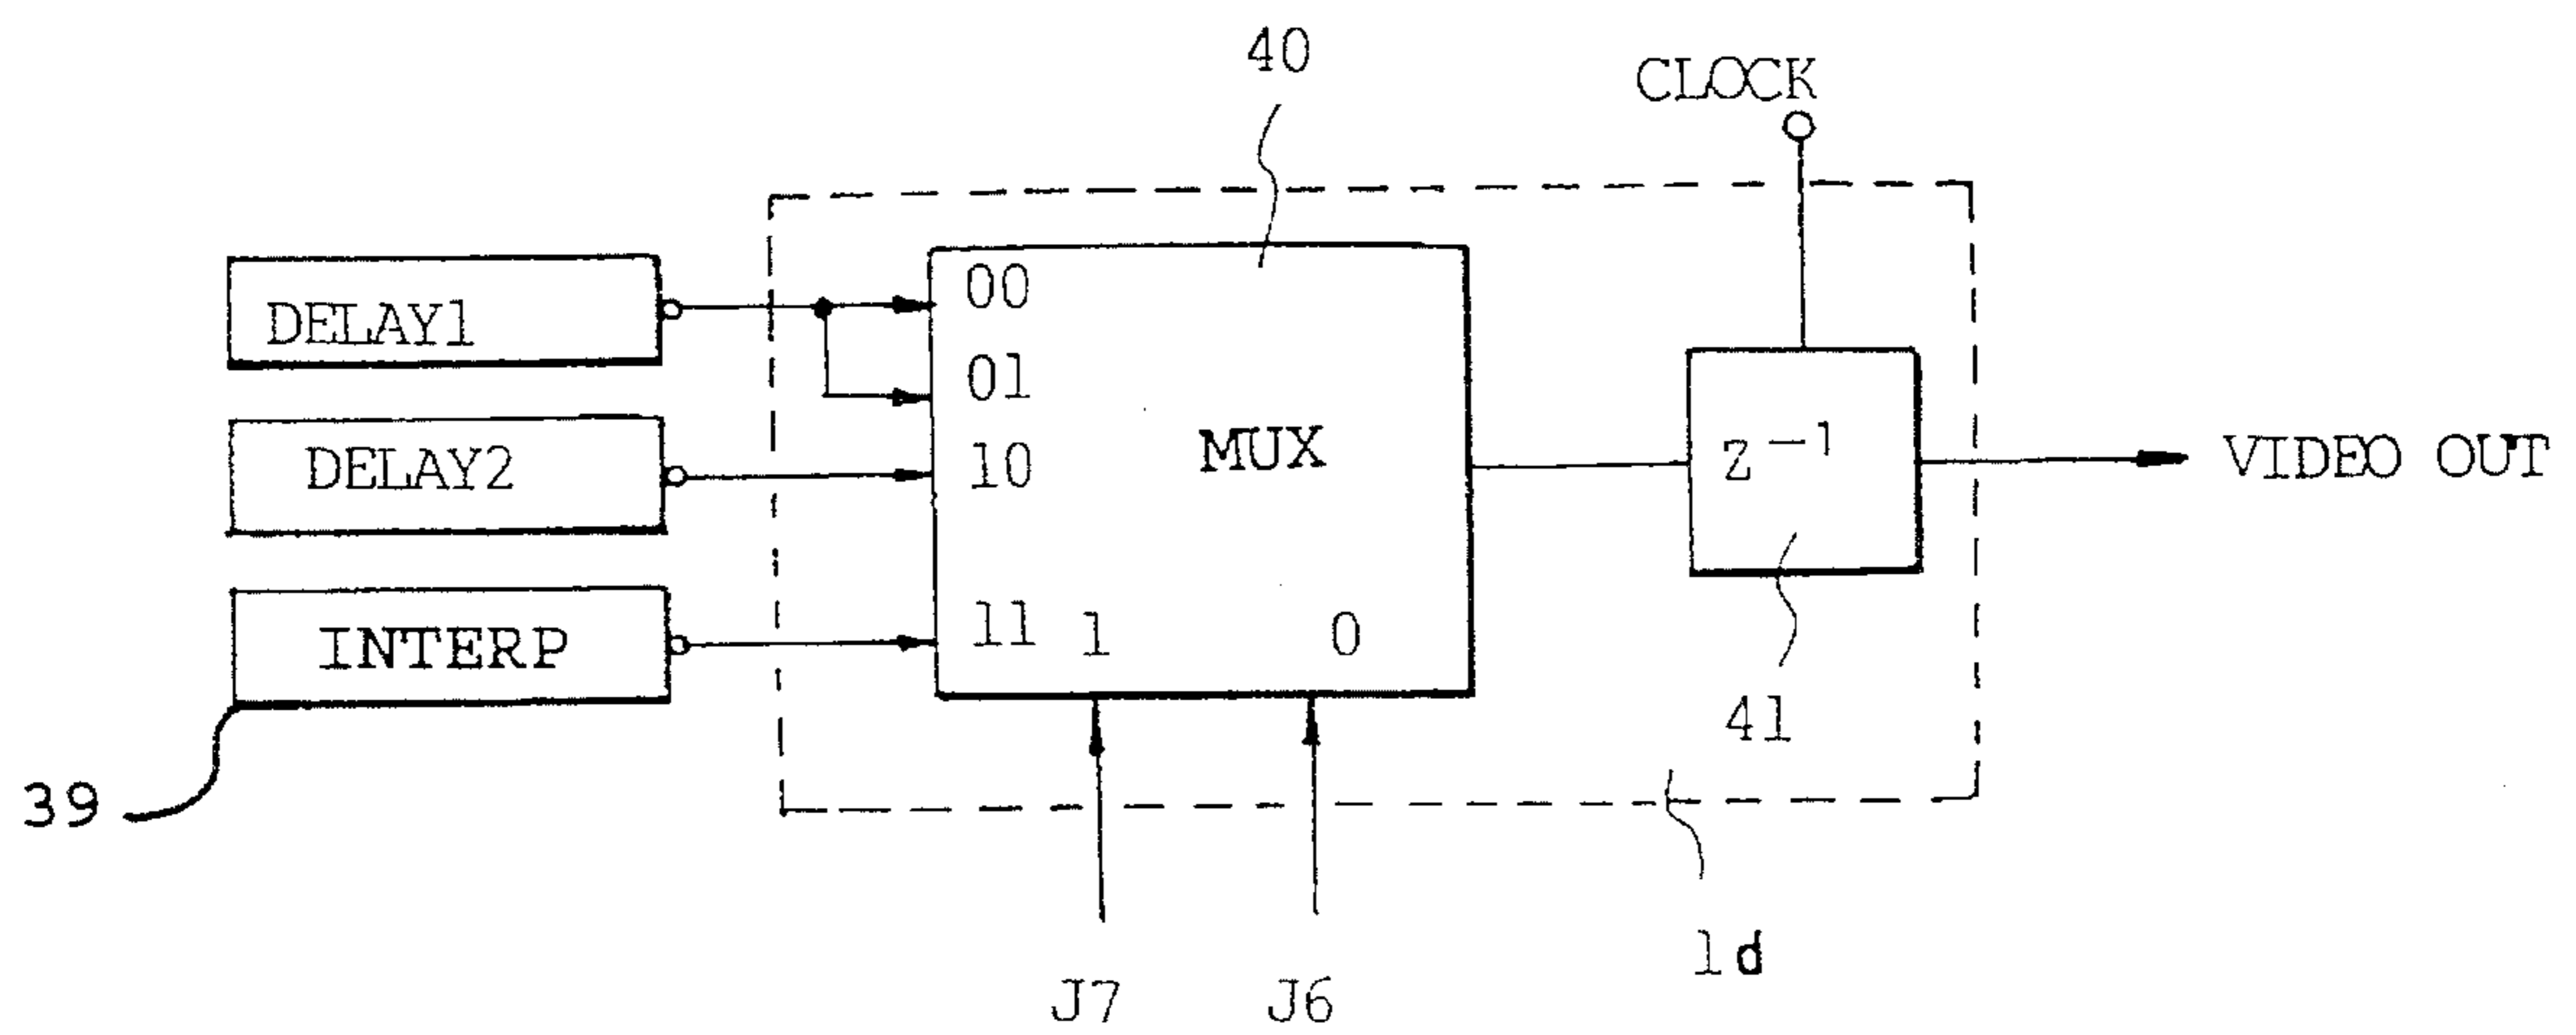 40
CLOCK
DELAY1
00
01
DELAY2
10
MUX
z⁻¹
VIDEO OUT
INTERP
11
1
0
39
41
1d
J7
J6